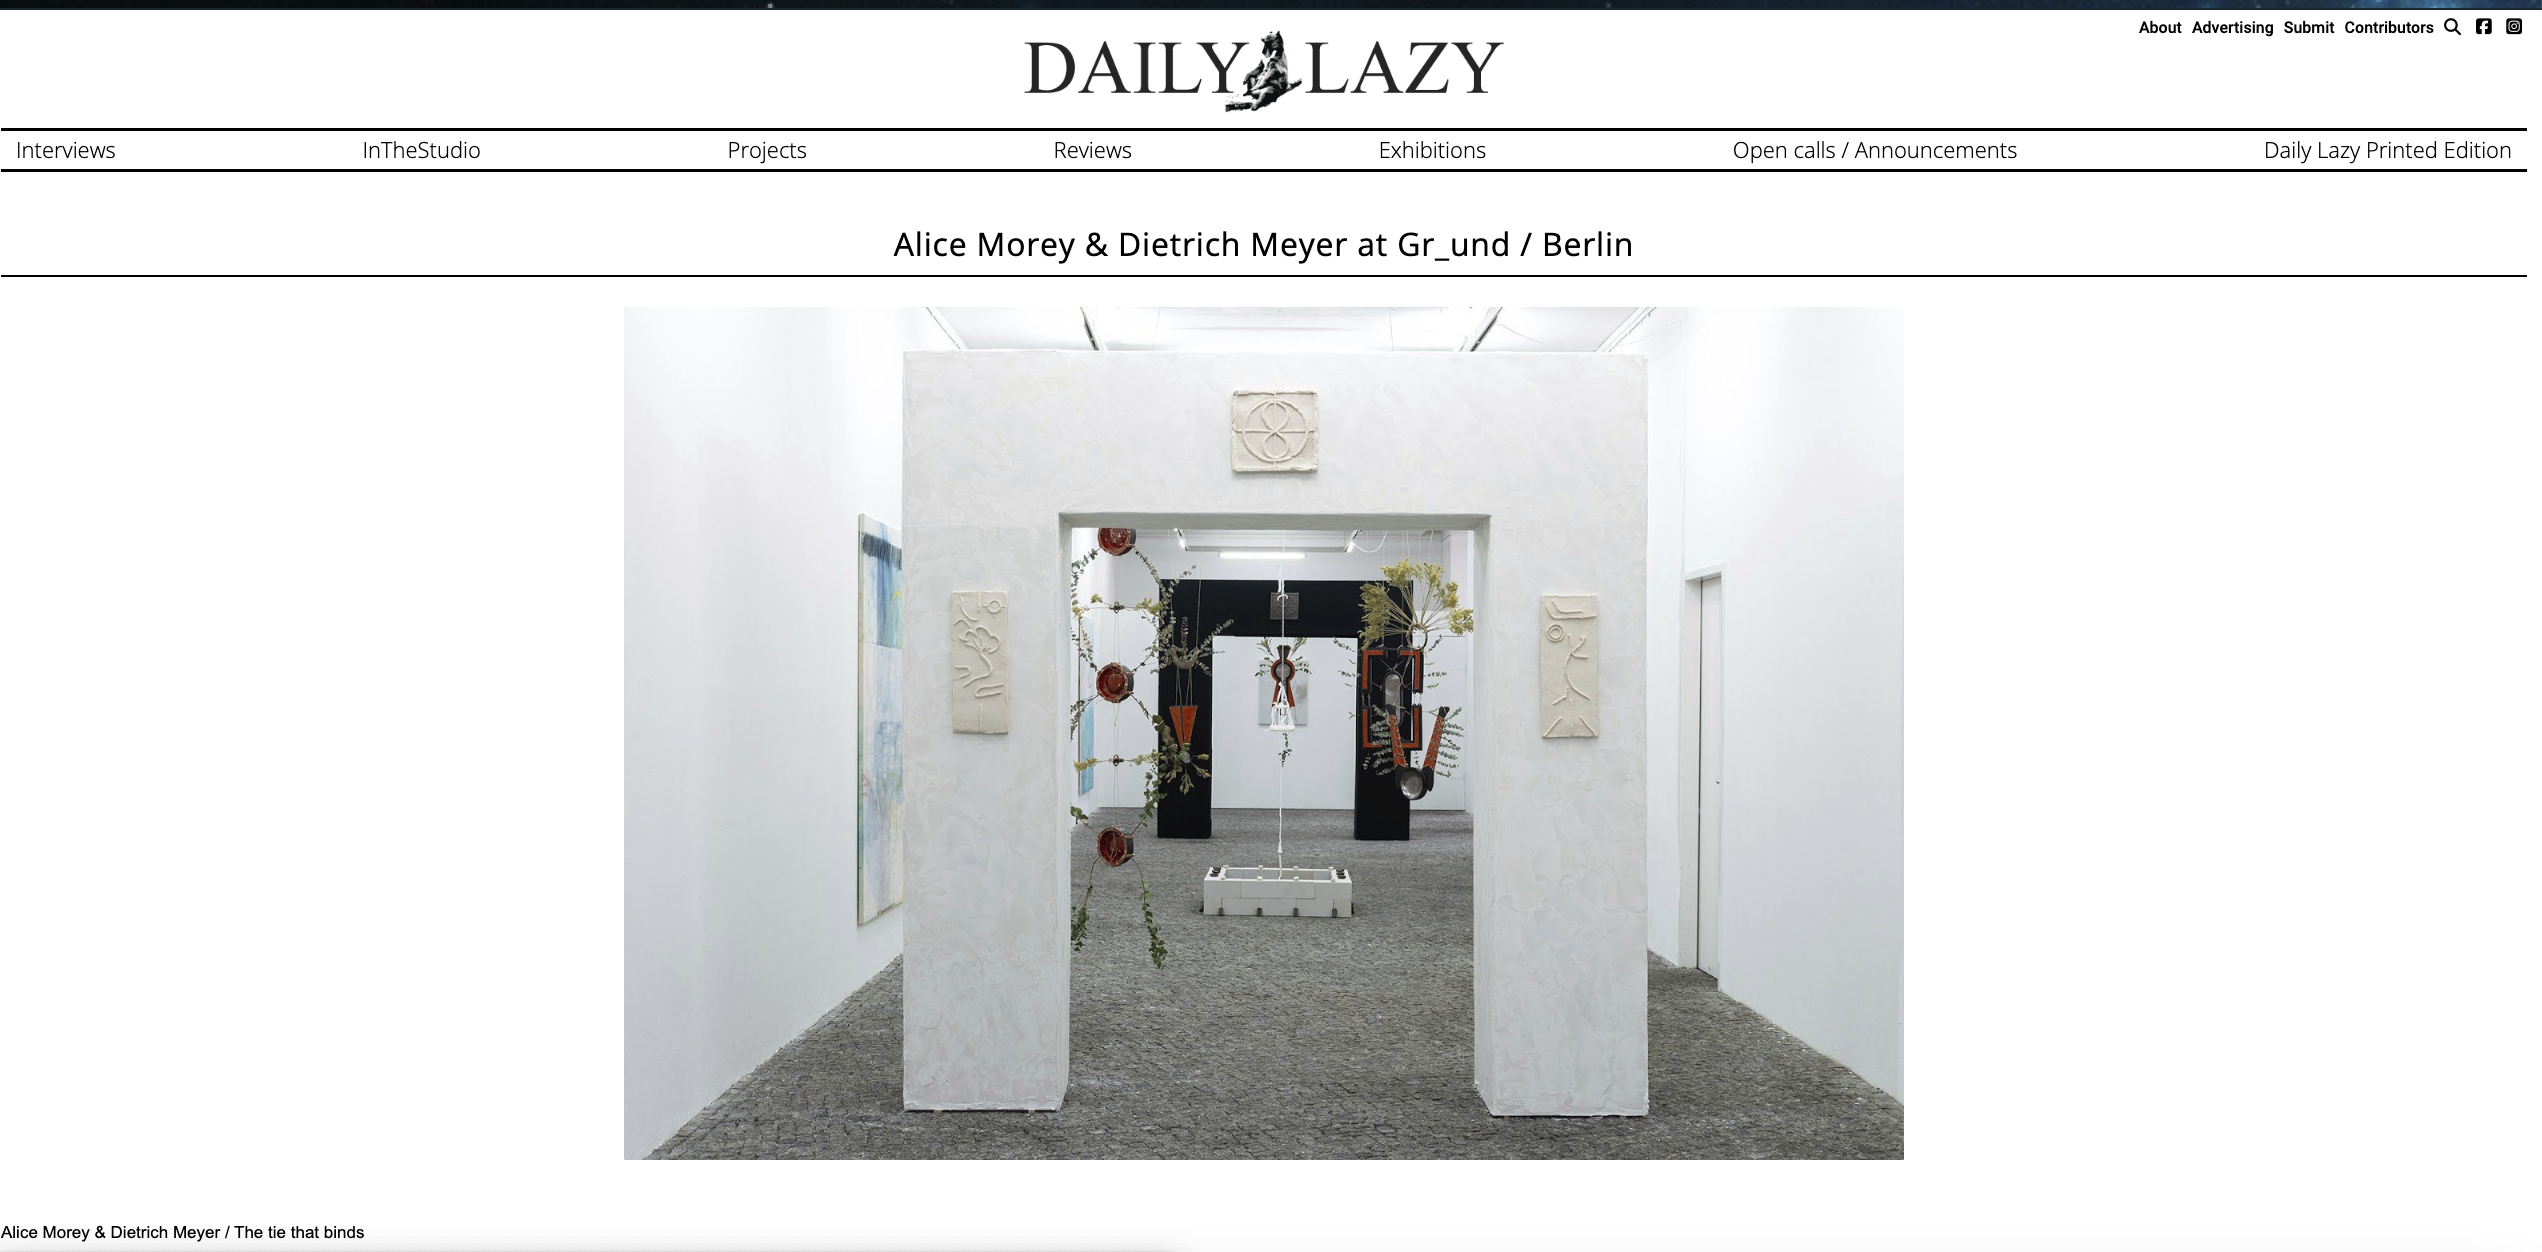 About Advertising Submit Contributors
DAILY LAZY
Interviews InTheStudio Projects Reviews Exhibitions Open calls / Announcements Daily Lazy Printed Edition
Alice Morey & Dietrich Meyer at Gr_und / Berlin
Alice Morey & Dietrich Meyer / The tie that binds